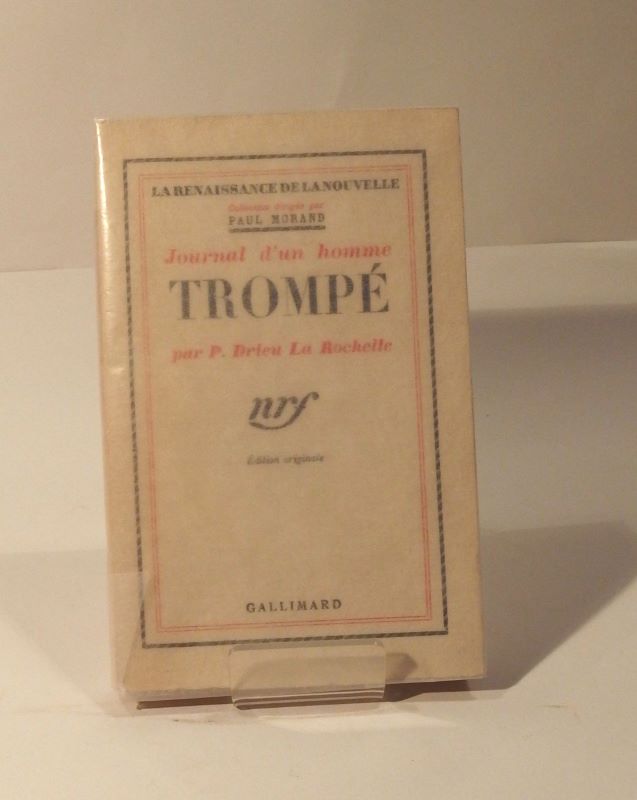 LA RENAISSANCE DE LA NOUVELLE
Collection dirigée par
PAUL MORAND
Journal d'un homme
TROMPÉ
par P. Drieu La Rochelle
nrf
Édition originale
GALLIMARD